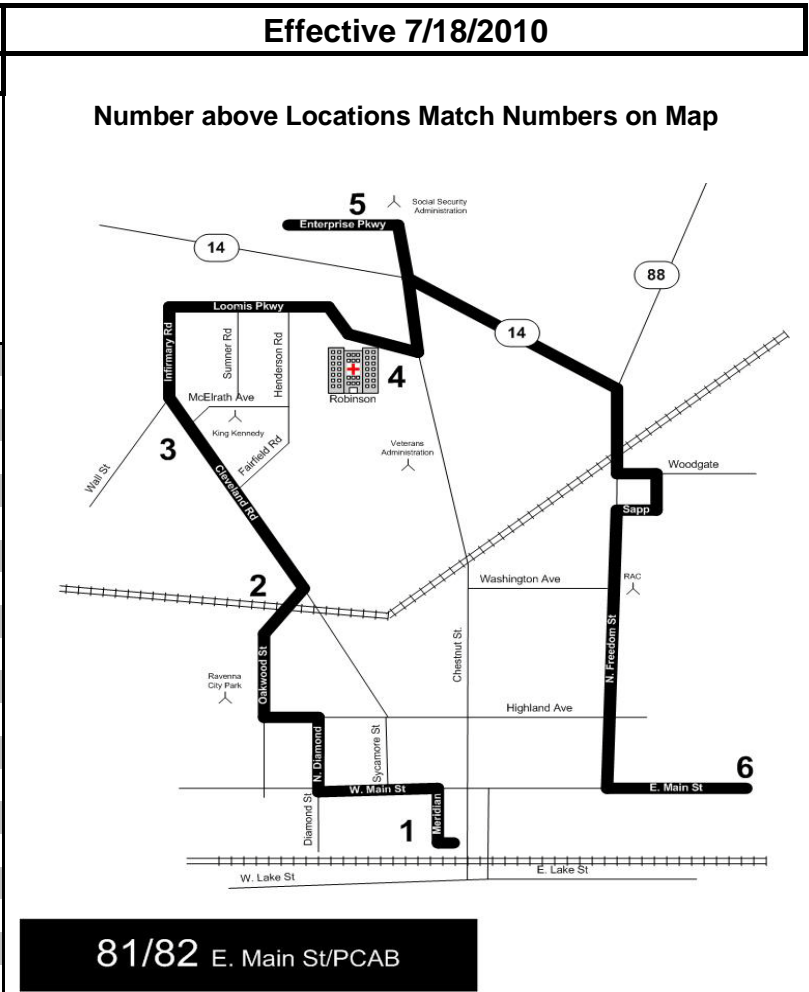 Effective 7/18/2010
Number above Locations Match Numbers on Map
5
Social Security
Administration
Enterprise Pkwy
14
88
Loomis Pkwy
14
Infirmary Rd
Sumner Rd
Henderson Rd
4
Robinson
McElrath Ave
King Kennedy
3
Fairfield Rd
Veterans
Administration
Wall St
Cleveland Rd
Woodgate
Sapp
2
Washington Ave
RAC
Chestnut St.
N. Freedom St
Ravenna
City Park
Oakwood St
Highland Ave
N. Diamond
Sycamore St
6
W. Main St
E. Main St
Diamond St
1
Meridian
W. Lake St
E. Lake St
81/82 E. Main St/PCAB